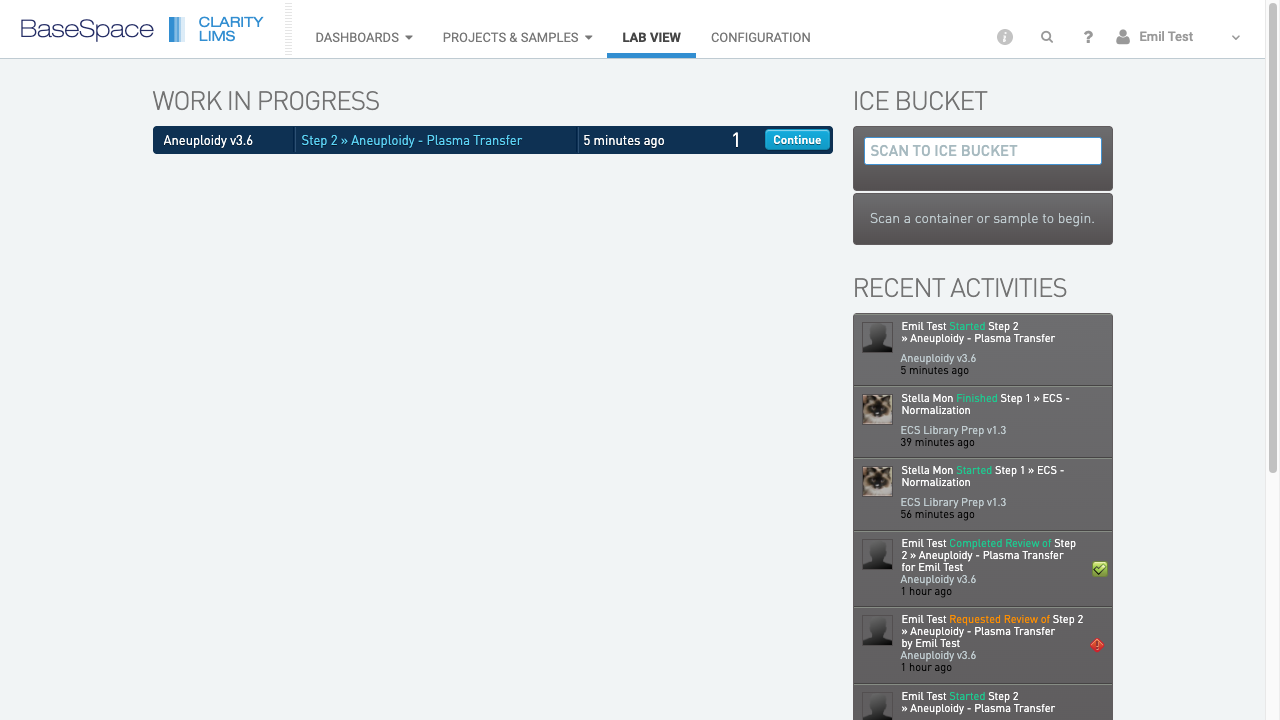 BaseSpace CLARITY LIMS
DASHBOARDS PROJECTS & SAMPLES LAB VIEW CONFIGURATION
i ? Emil Test
WORK IN PROGRESS
Aneuploidy v3.6 Step 2 » Aneuploidy - Plasma Transfer 5 minutes ago 1 Continue
ICE BUCKET
SCAN TO ICE BUCKET
Scan a container or sample to begin.
RECENT ACTIVITIES
Emil Test Started Step 2
» Aneuploidy - Plasma Transfer
Aneuploidy v3.6
5 minutes ago
Stella Mon Finished Step 1 » ECS -
Normalization
ECS Library Prep v1.3
39 minutes ago
Stella Mon Started Step 1 » ECS -
Normalization
ECS Library Prep v1.3
56 minutes ago
Emil Test Completed Review of Step
2 » Aneuploidy - Plasma Transfer
for Emil Test
Aneuploidy v3.6
1 hour ago
Emil Test Requested Review of Step 2
» Aneuploidy - Plasma Transfer
by Emil Test
Aneuploidy v3.6
1 hour ago
Emil Test Started Step 2
» Aneuploidy - Plasma Transfer